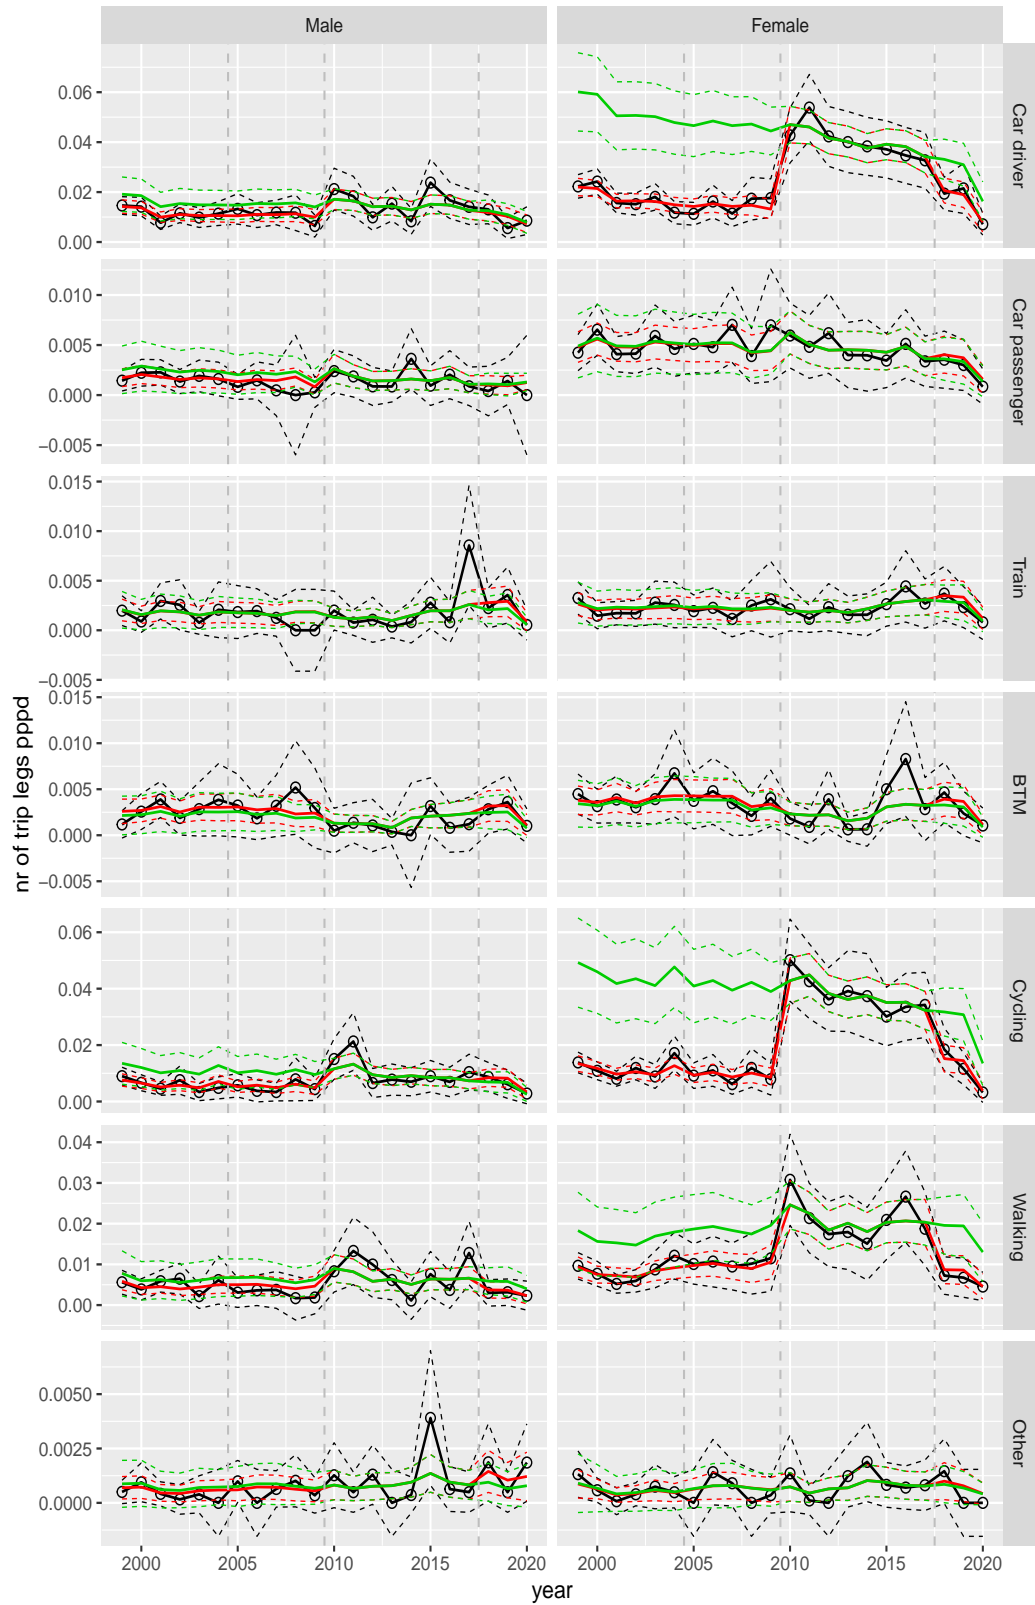 Male Female
0.06
0.04
0.02
0.00
Car driver
0.010
0.005
0.000
−0.005
Car passenger
0.015
0.010
0.005
0.000
−0.005
Train
0.015
0.010
0.005
0.000
−0.005
BTM
nr of trip legs pppd
0.06
0.04
0.02
0.00
Cycling
0.04
0.03
0.02
0.01
0.00
Walking
0.0050
0.0025
0.0000
Other
2000 2005 2010 2015 2020 2000 2005 2010 2015 2020
year